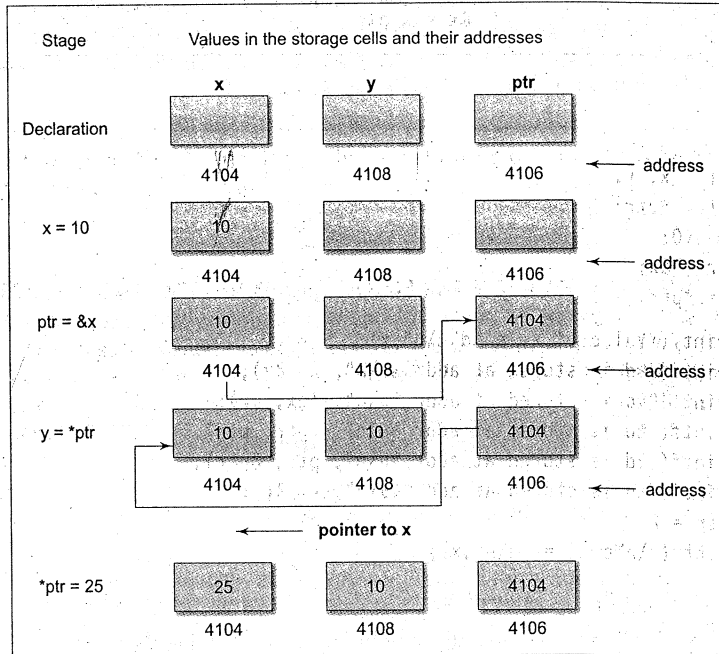 Stage Values in the storage cells and their addresses
x y ptr
Declaration
4104 4108 4106 address
x = 10 10
4104 4108 4106 address
ptr = &x 10 4104
4104 4108 4106 address
y = *ptr 10 10 4104
4104 4108 4106 address
pointer to x
*ptr = 25 25 10 4104
4104 4108 4106